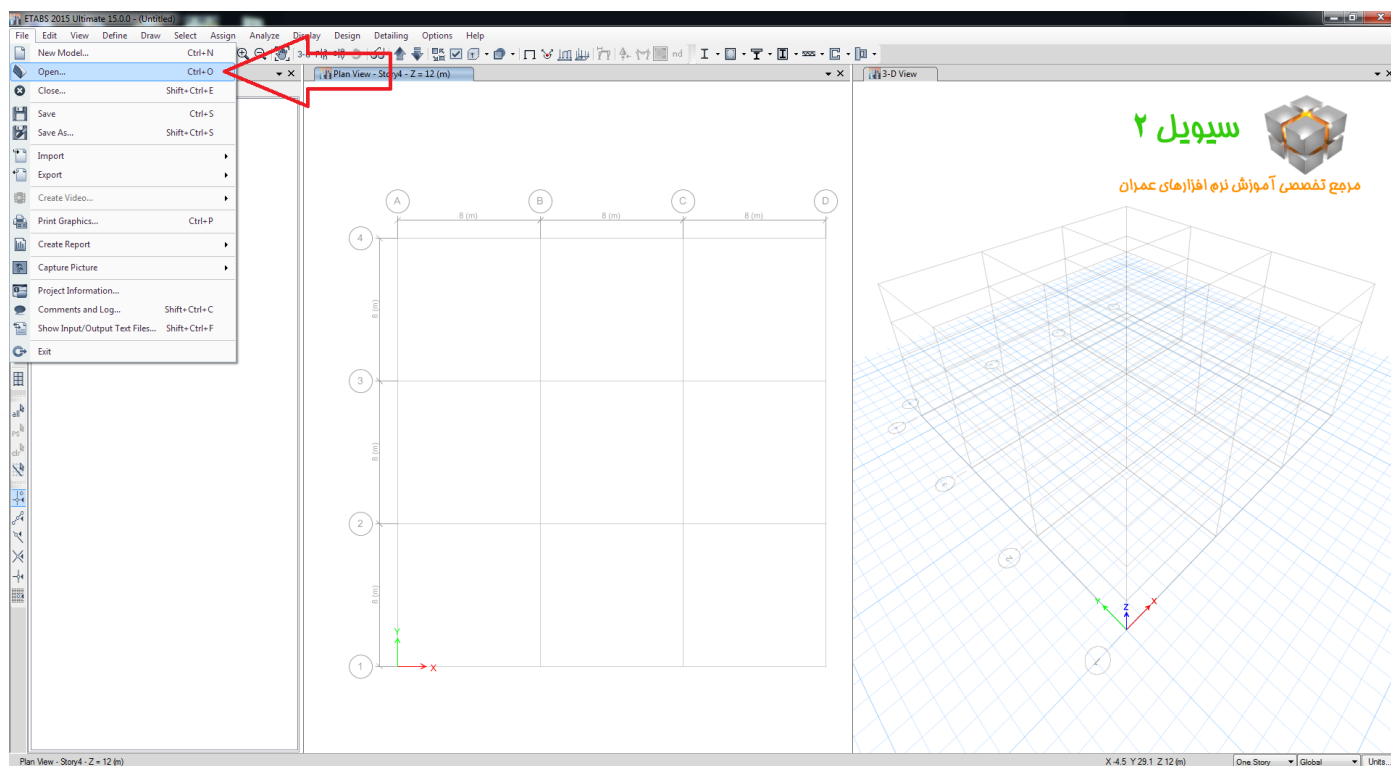 ETABS 2015 Ultimate 15.0.0 - (Untitled)
File Edit View Define Draw Select Assign Analyze Display Design Detailing Options Help
New Model... Ctrl+N
Open... Ctrl+O
Close... Shift+Ctrl+E
Save Ctrl+S
Save As... Shift+Ctrl+S
Import
Export
Create Video...
Print Graphics... Ctrl+P
Create Report
Capture Picture
Project Information...
Comments and Log... Shift+Ctrl+C
Show Input/Output Text Files... Shift+Ctrl+F
Exit
all
clr
nd
Plan View - Story4 - Z = 12 (m)
A B C D
8 (m) 8 (m) 8 (m)
4
8 (m)
3
8 (m)
2
8 (m)
1
Y
X
3-D View
سیویل ۲
مرجع تخصصی آموزش نرم افزارهای عمران
Y Z X
Plan View - Story4 - Z = 12 (m)
X -4.5 Y 29.1 Z 12 (m)
One Story
Global
Units...